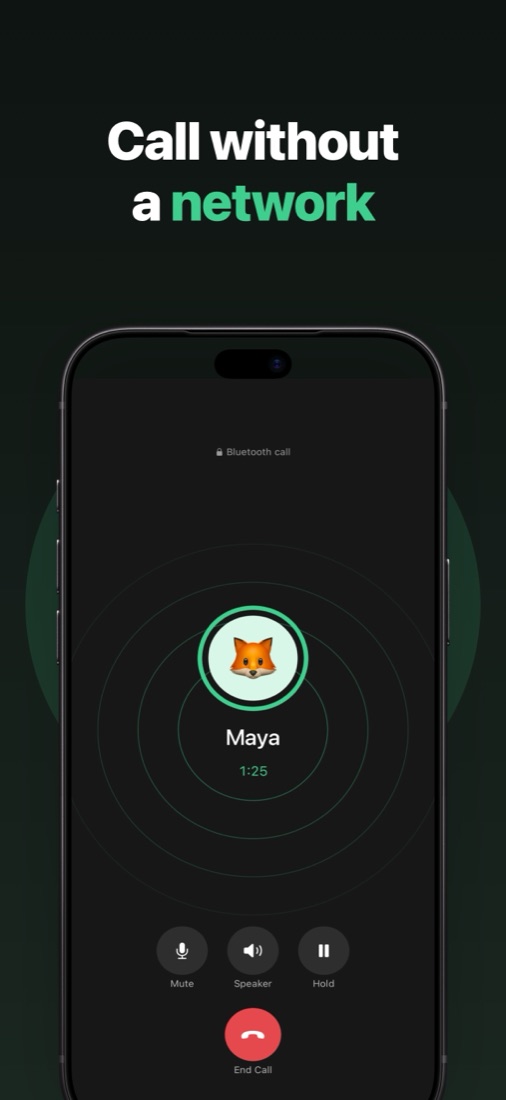 Call without
a network
Bluetooth call
Maya
1:25
Mute Speaker Hold
End Call